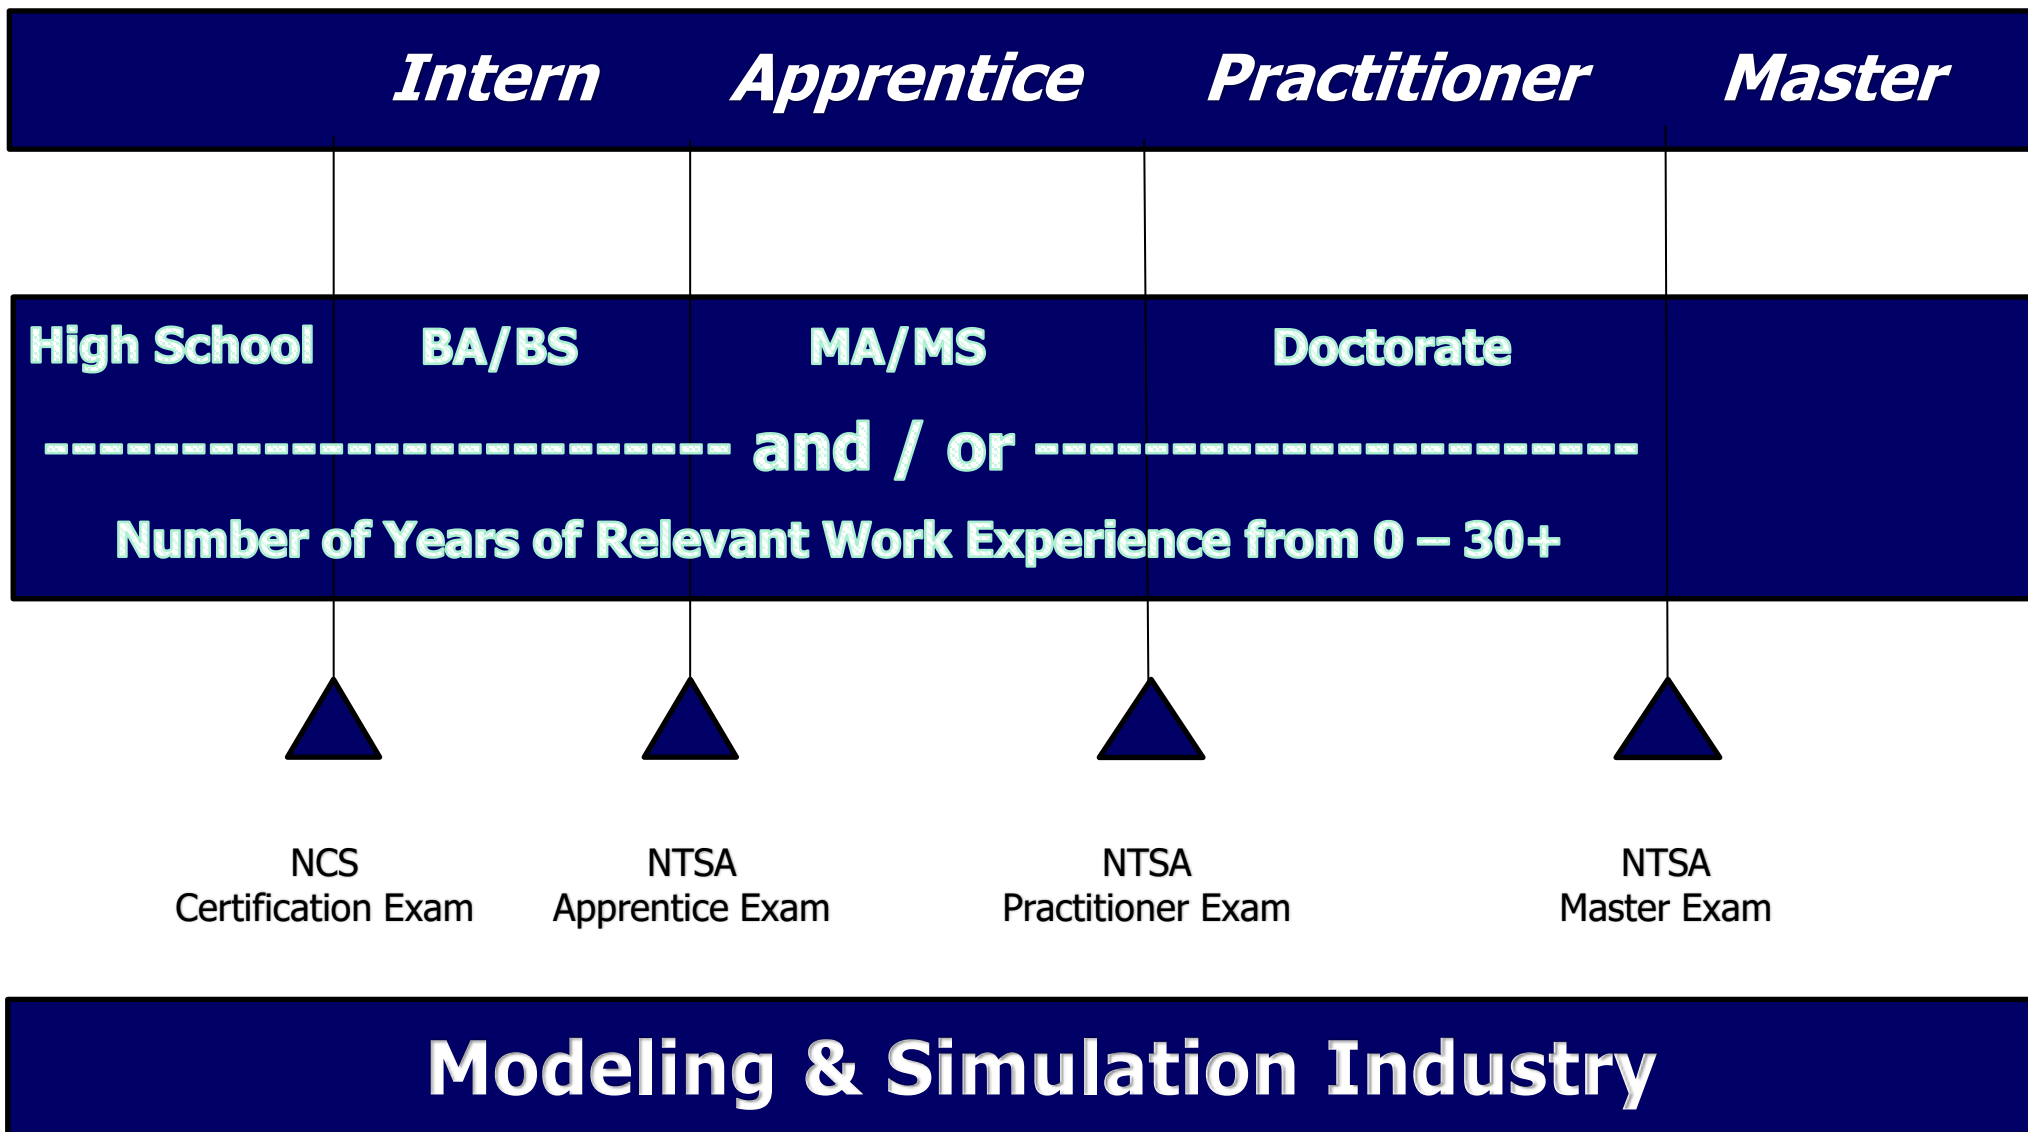 Intern Apprentice Practitioner Master
High School BA/BS MA/MS Doctorate
------------------------- and / or ----------------------
Number of Years of Relevant Work Experience from 0 – 30+
NCS
Certification Exam
NTSA
Apprentice Exam
NTSA
Practitioner Exam
NTSA
Master Exam
Modeling & Simulation Industry